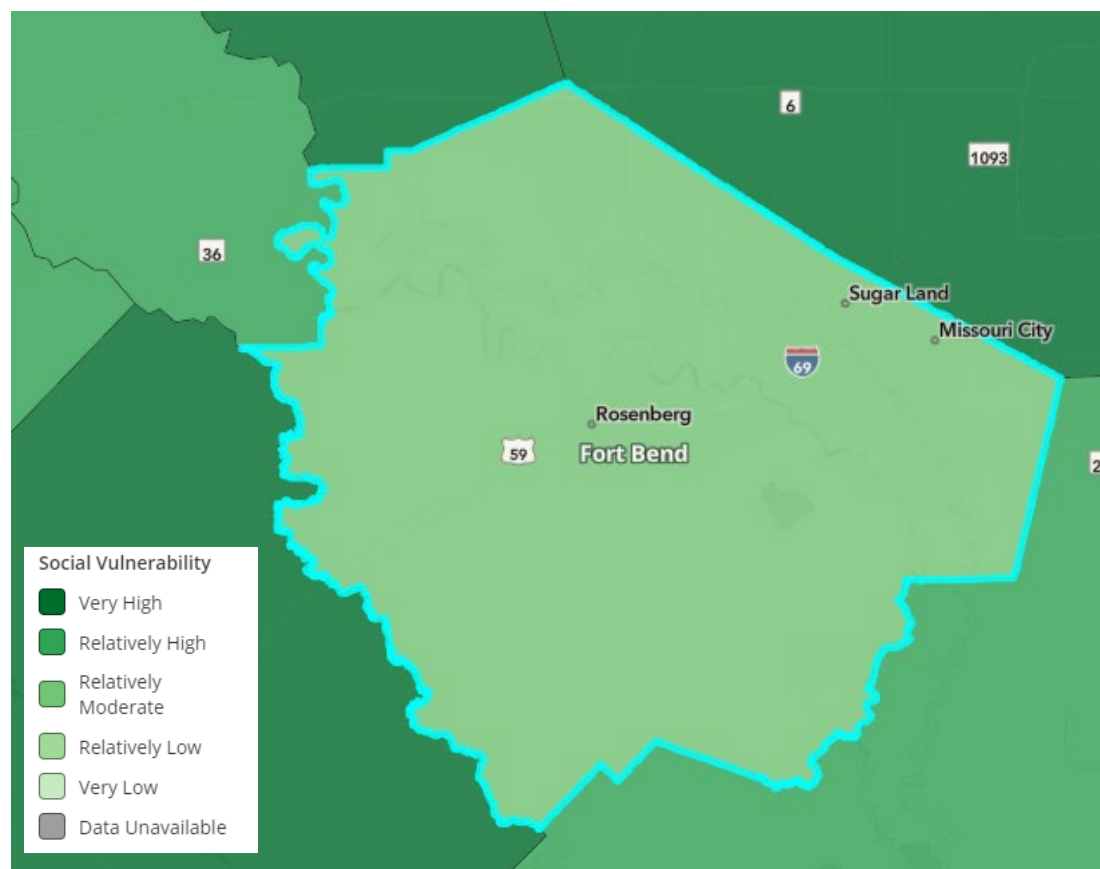 6
1093
36
Sugar Land
Missouri City
69
Rosenberg
59
Fort Bend
2
Social Vulnerability
Very High
Relatively High
Relatively
Moderate
Relatively Low
Very Low
Data Unavailable